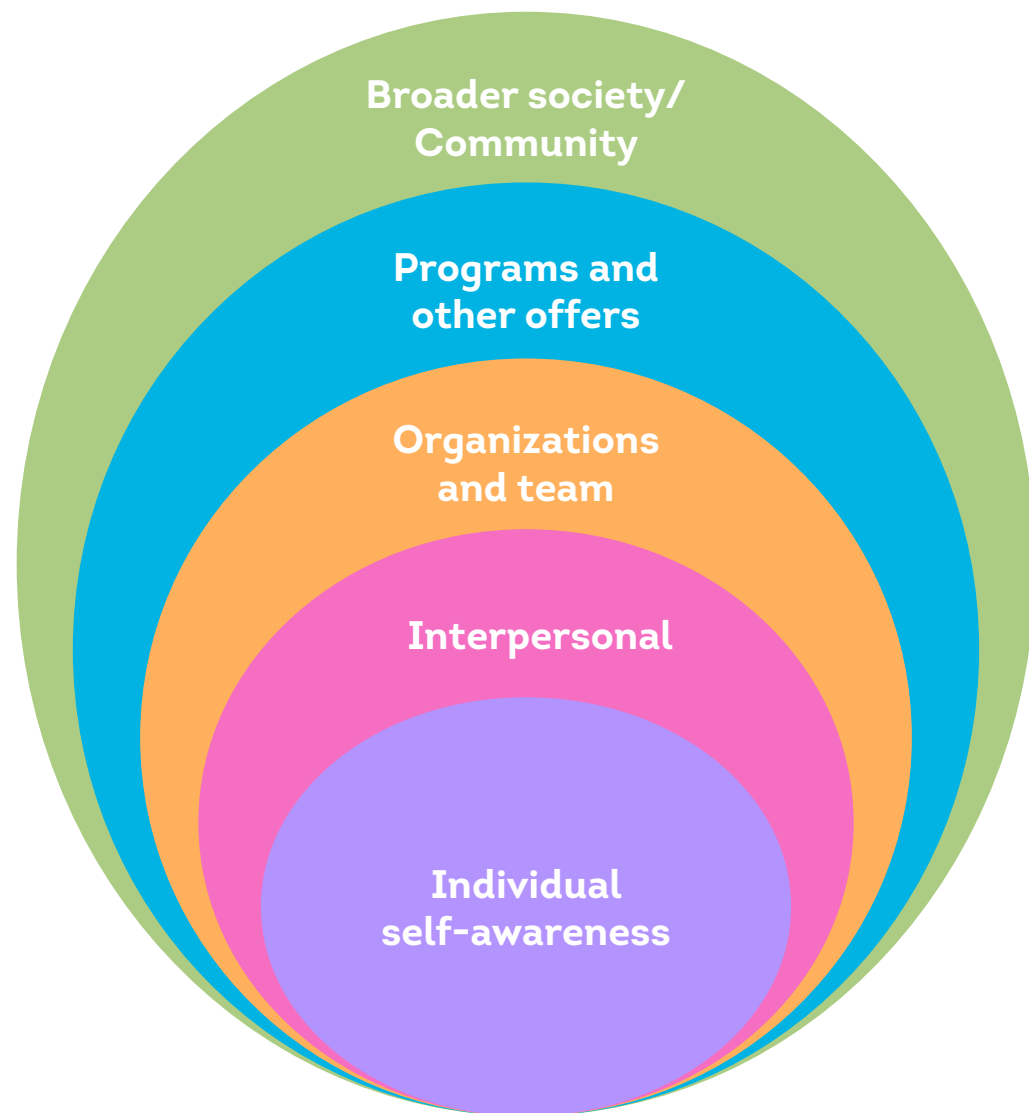 Broader society/
Community
Programs and
other offers
Organizations
and team
Interpersonal
Individual
self-awareness